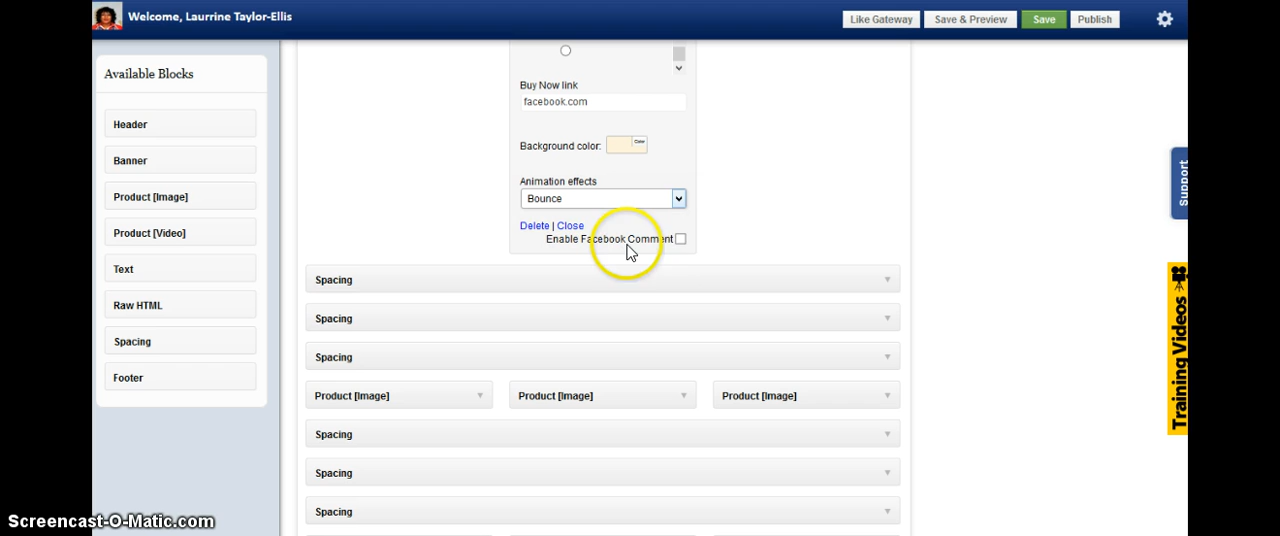 Welcome, Laurrine Taylor-Ellis
Like Gateway
Save & Preview
Save
Publish
Available Blocks
Header
Banner
Product [Image]
Product [Video]
Text
Raw HTML
Spacing
Footer
Buy Now link
facebook.com
Background color:
Color
Animation effects
Bounce
Delete | Close
Enable Facebook Comment
Spacing
Spacing
Spacing
Product [Image] Product [Image] Product [Image]
Spacing
Spacing
Spacing
Support
Training Videos
Screencast-O-Matic.com